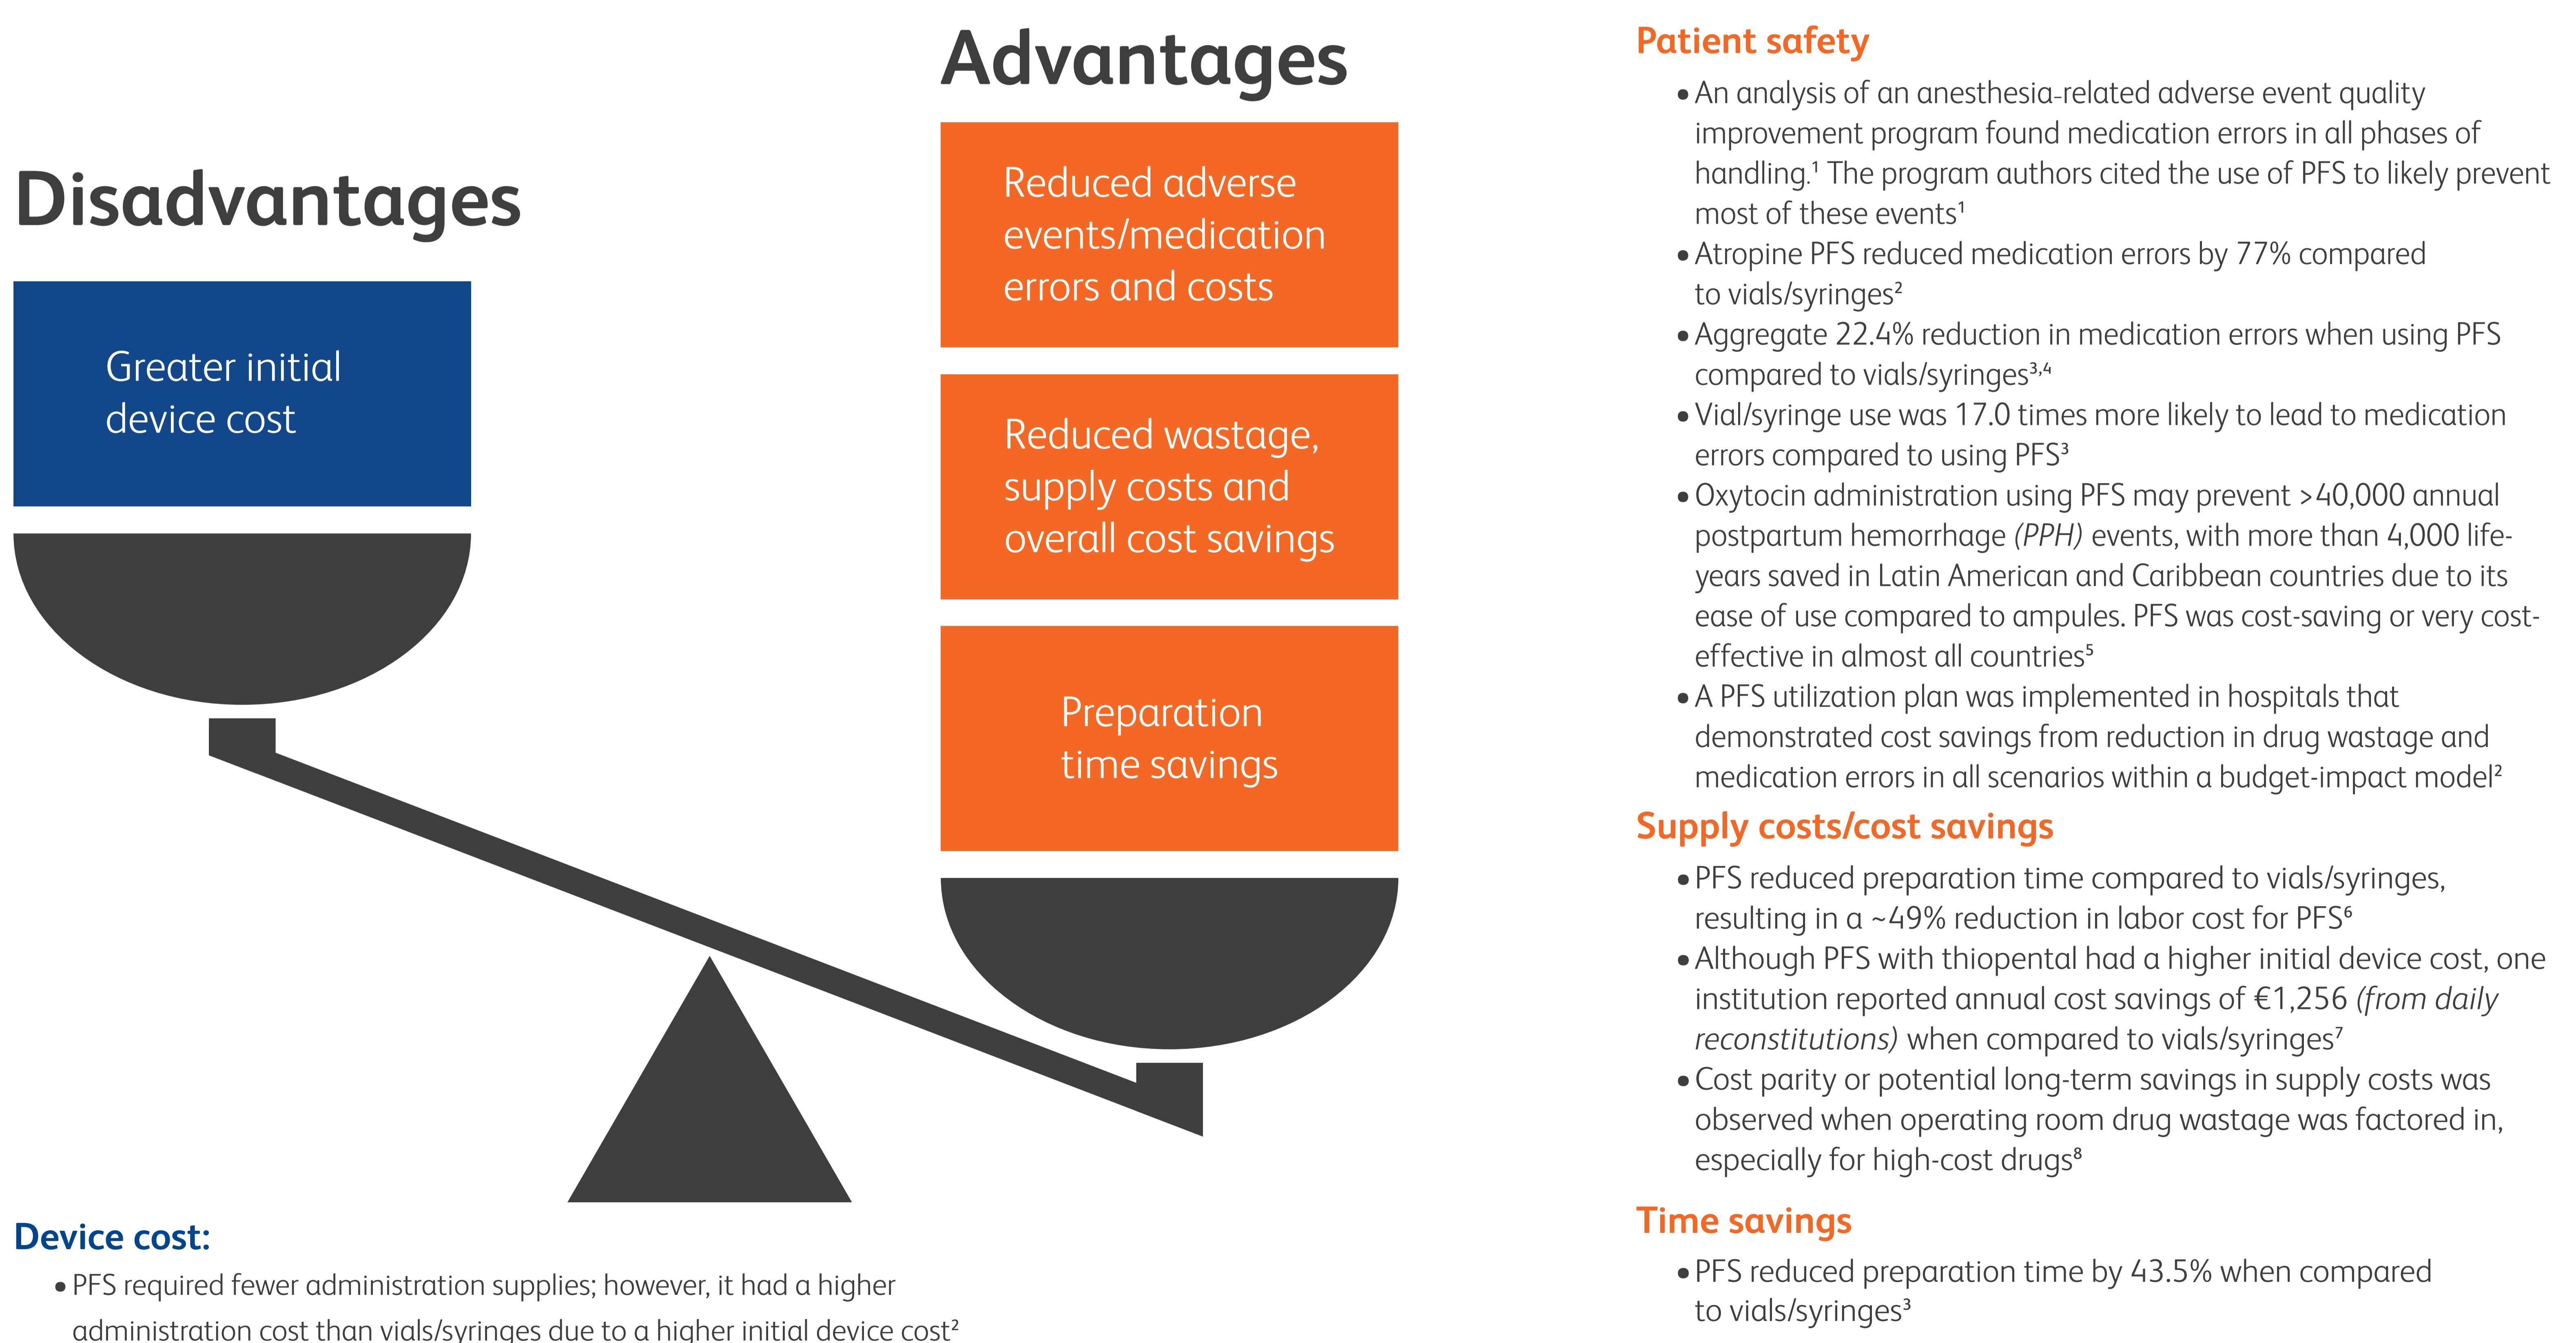 Disadvantages
Greater initial
device cost
Advantages
Reduced adverse
events/medication
errors and costs
Reduced wastage,
supply costs and
overall cost savings
Preparation
time savings
Device cost:
• PFS required fewer administration supplies; however, it had a higher
administration cost than vials/syringes due to a higher initial device cost²
Patient safety
• An analysis of an anesthesia-related adverse event quality
improvement program found medication errors in all phases of
handling.¹ The program authors cited the use of PFS to likely prevent
most of these events¹
• Atropine PFS reduced medication errors by 77% compared
to vials/syringes²
• Aggregate 22.4% reduction in medication errors when using PFS
compared to vials/syringes³,⁴
• Vial/syringe use was 17.0 times more likely to lead to medication
errors compared to using PFS³
• Oxytocin administration using PFS may prevent >40,000 annual
postpartum hemorrhage (PPH) events, with more than 4,000 life-
years saved in Latin American and Caribbean countries due to its
ease of use compared to ampules. PFS was cost-saving or very cost-
effective in almost all countries⁵
• A PFS utilization plan was implemented in hospitals that
demonstrated cost savings from reduction in drug wastage and
medication errors in all scenarios within a budget-impact model²
Supply costs/cost savings
• PFS reduced preparation time compared to vials/syringes,
resulting in a ~49% reduction in labor cost for PFS⁶
• Although PFS with thiopental had a higher initial device cost, one
institution reported annual cost savings of €1,256 (from daily
reconstitutions) when compared to vials/syringes⁷
• Cost parity or potential long-term savings in supply costs was
observed when operating room drug wastage was factored in,
especially for high-cost drugs⁸
Time savings
• PFS reduced preparation time by 43.5% when compared
to vials/syringes³